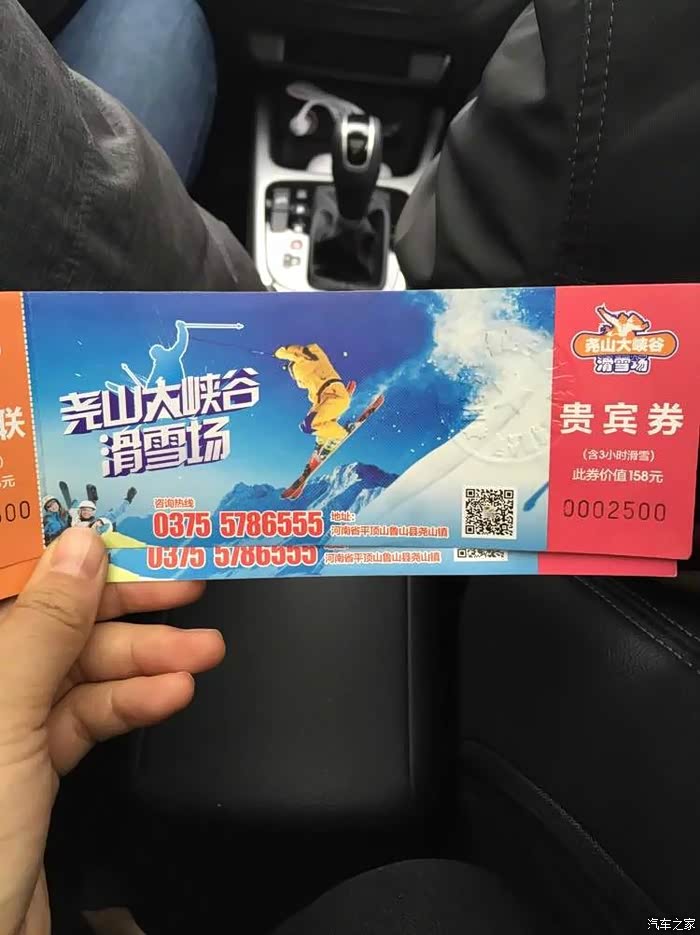 联
)
元
500
尧山大峡谷
滑雪场
咨询热线
0375 5786555
地址：
河南省平顶山鲁山县尧山镇
尧山大峡谷
滑雪场
贵宾券
（含3小时滑雪）
此券价值158元
0002500
0375 5786555
河南省平顶山鲁山县尧山镇
汽车之家